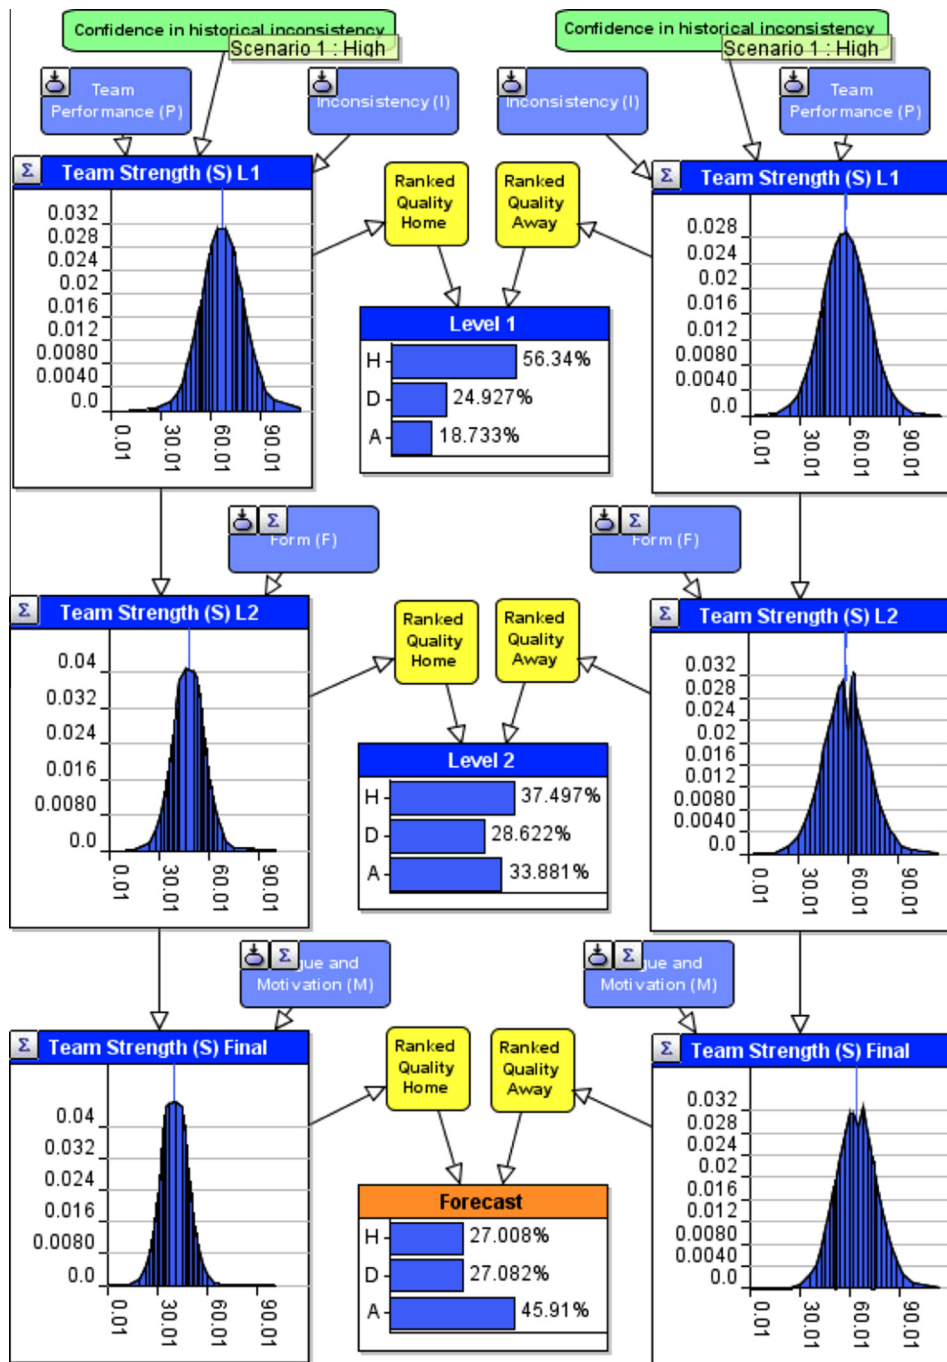 Confidence in historical inconsistency
Scenario 1 : High
Confidence in historical inconsistency
Scenario 1 : High
Team
Performance (P)
Inconsistency (I)
Inconsistency (I)
Team
Performance (P)
Σ
Team Strength (S) L1
0.032
0.028
0.024
0.02
0.016
0.012
0.0080
0.0040
0.0
0.01
30.01
60.01
90.01
Ranked
Quality
Home
Ranked
Quality
Away
Level 1
H
56.34%
D
24.927%
A
18.733%
Σ
Team Strength (S) L1
0.028
0.024
0.02
0.016
0.012
0.0080
0.0040
0.0
0.01
30.01
60.01
90.01
Σ
Form (F)
Σ
Form (F)
Σ
Team Strength (S) L2
0.04
0.032
0.024
0.016
0.0080
0.0
0.01
30.01
60.01
90.01
Ranked
Quality
Home
Ranked
Quality
Away
Level 2
H
37.497%
D
28.622%
A
33.881%
Σ
Team Strength (S) L2
0.032
0.028
0.024
0.02
0.016
0.012
0.0080
0.0040
0.0
0.01
30.01
60.01
90.01
Σ
gue and
Motivation (M)
Σ
gue and
Motivation (M)
Σ
Team Strength (S) Final
0.04
0.032
0.024
0.016
0.0080
0.0
0.01
30.01
60.01
90.01
Ranked
Quality
Home
Ranked
Quality
Away
Forecast
H
27.008%
D
27.082%
A
45.91%
Σ
Team Strength (S) Final
0.032
0.028
0.024
0.02
0.016
0.012
0.0080
0.0040
0.0
0.01
30.01
60.01
90.01